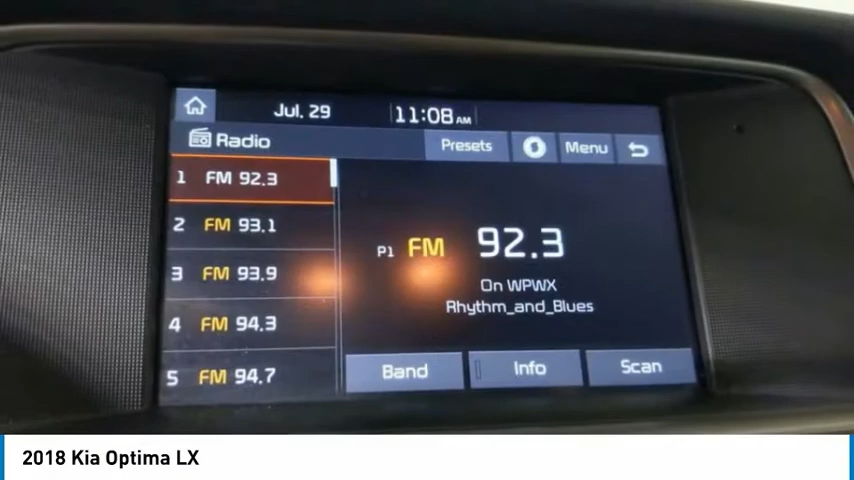 Jul. 29 11:08 AM
Radio Presets Menu
1 FM 92.3
2 FM 93.1
3 FM 93.9
4 FM 94.3
5 FM 94.7
P1 FM 92.3
On WPWX
Rhythm_and_Blues
Band Info Scan
2018 Kia Optima LX